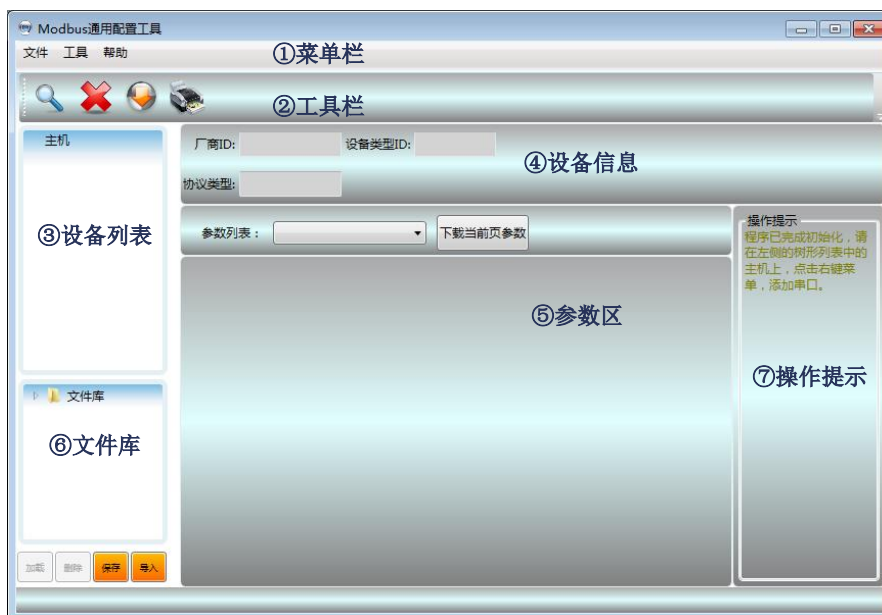 Modbus通用配置工具
文件 工具 帮助
①菜单栏
②工具栏
主机
③设备列表
厂商ID:
设备类型ID:
④设备信息
协议类型:
参数列表：
下载当前页参数
⑤参数区
操作提示
程序已完成初始化，请
在左侧的树形列表中的
主机上，点击右键菜
单，添加串口。
⑦操作提示
文件库
⑥文件库
加载 删除 保存 导入